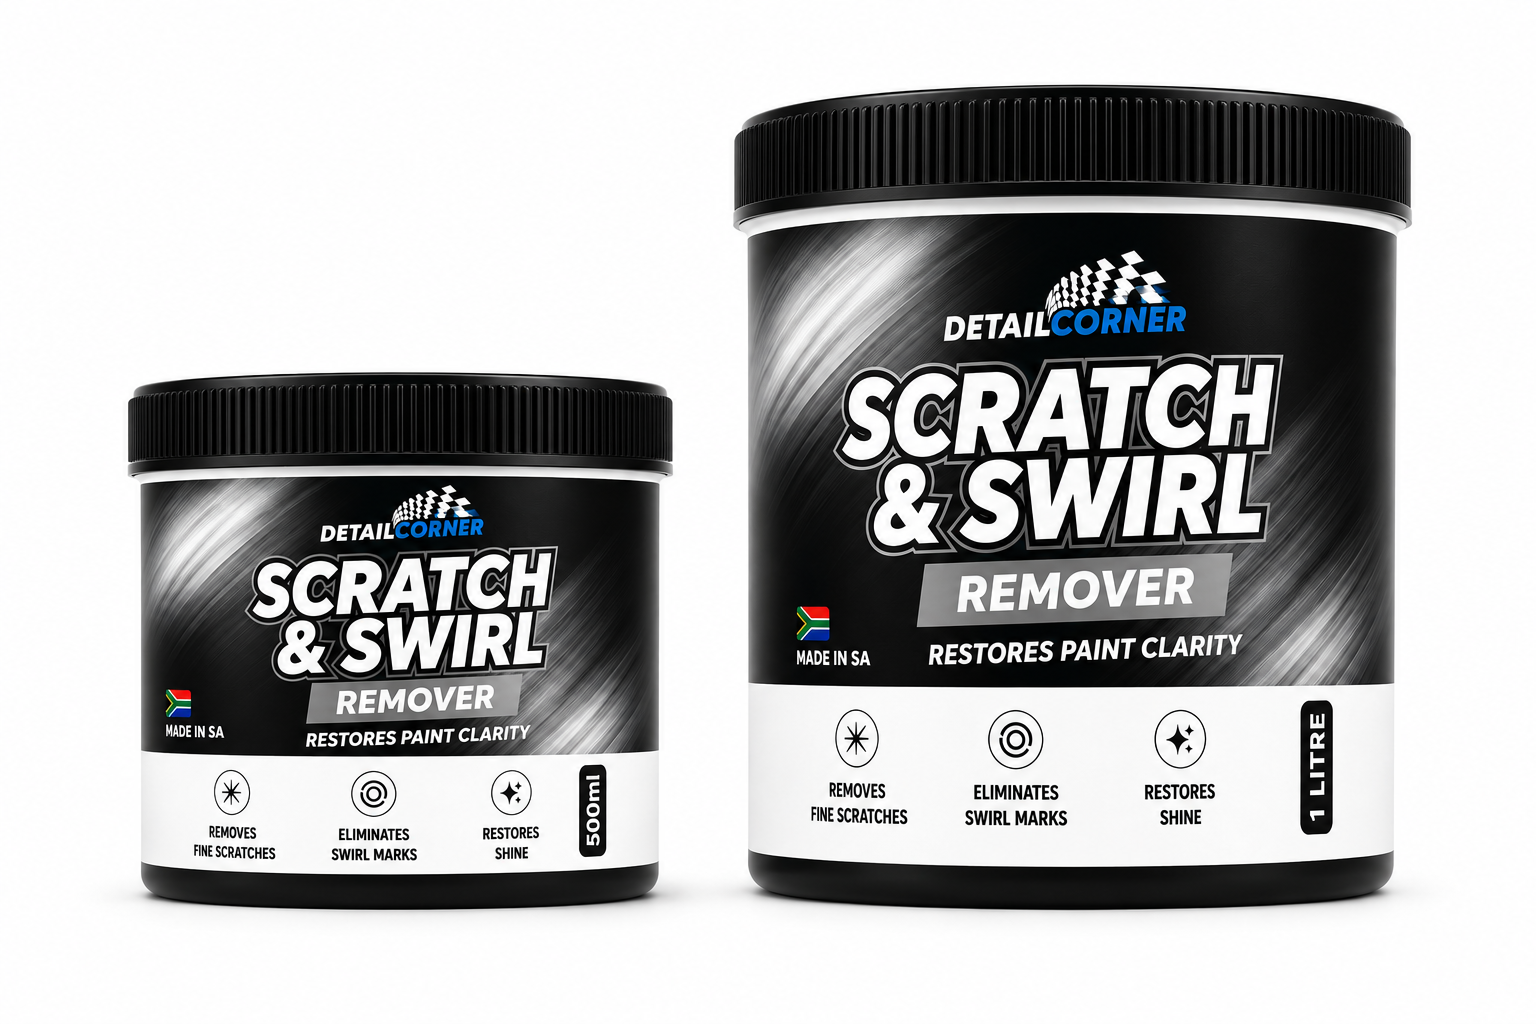 DETAILCORNER
SCRATCH
& SWIRL
REMOVER
RESTORES PAINT CLARITY
MADE IN SA
REMOVES
FINE SCRATCHES
ELIMINATES
SWIRL MARKS
RESTORES
SHINE
500ml
DETAILCORNER
SCRATCH
& SWIRL
REMOVER
RESTORES PAINT CLARITY
MADE IN SA
REMOVES
FINE SCRATCHES
ELIMINATES
SWIRL MARKS
RESTORES
SHINE
1 LITRE